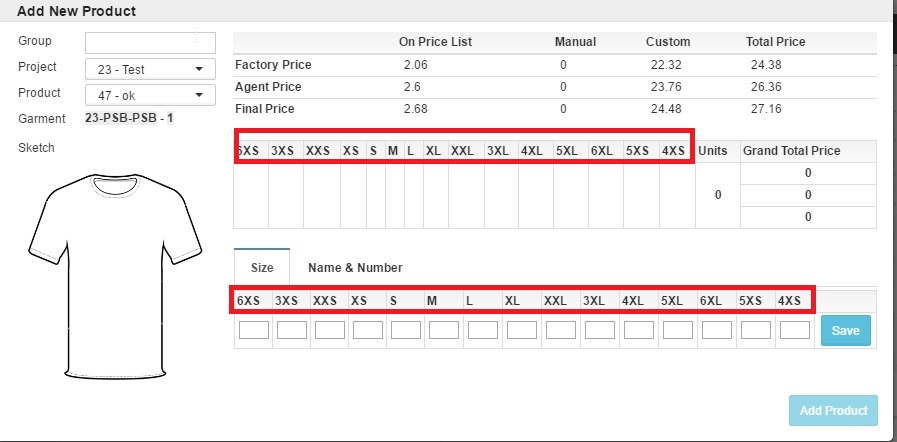 Add New Product
Group
Project 23 - Test
Product 47 - ok
Garment 23-PSB-PSB - 1
Sketch
On Price List Manual Custom Total Price
Factory Price 2.06 0 22.32 24.38
Agent Price 2.6 0 23.76 26.36
Final Price 2.68 0 24.48 27.16
6XS 3XS XXS XS S M L XL XXL 3XL 4XL 5XL 6XL 5XS 4XS Units Grand Total Price
0
0 0
0
Size Name & Number
6XS 3XS XXS XS S M L XL XXL 3XL 4XL 5XL 6XL 5XS 4XS
Save
Add Product